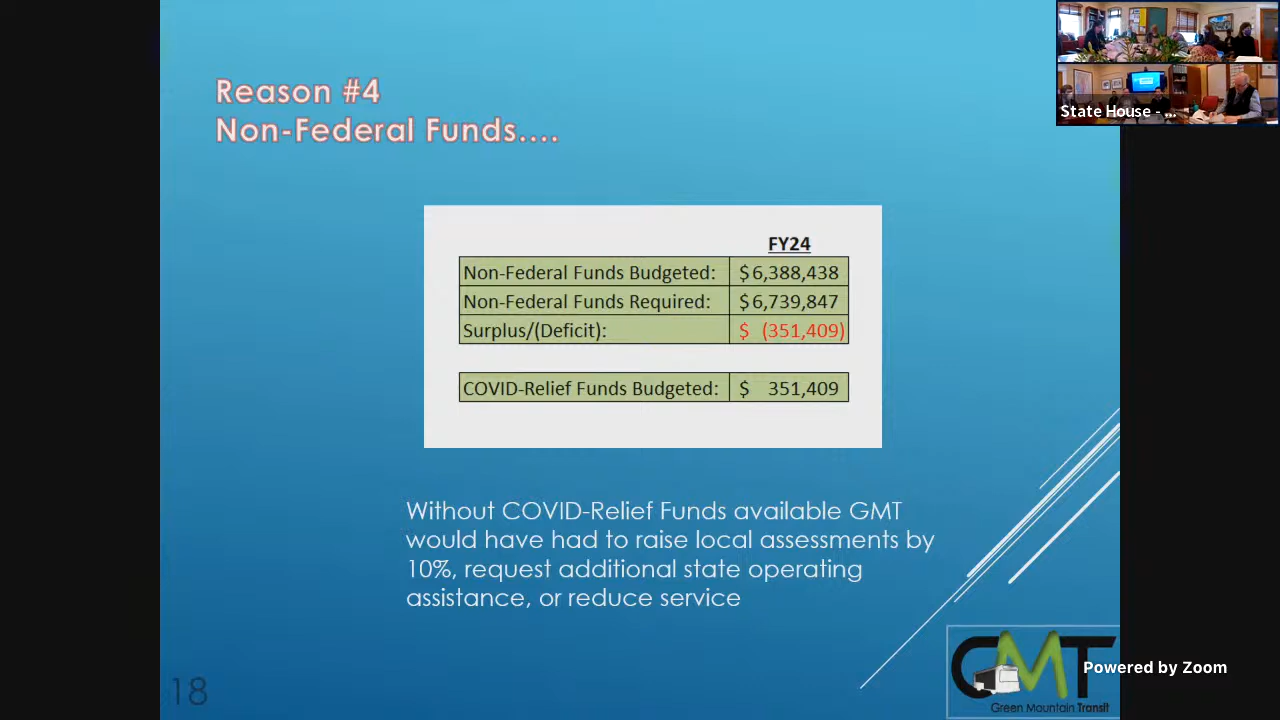 Reason #4
Non-Federal Funds....
FY24
Non-Federal Funds Budgeted: $6,388,438
Non-Federal Funds Required: $6,739,847
Surplus/(Deficit): $ (351,409)
COVID-Relief Funds Budgeted: $ 351,409
Without COVID-Relief Funds available GMT
would have had to raise local assessments by
10%, request additional state operating
assistance, or reduce service
18
GMT
Green Mountain Transit
State House - ...
Powered by Zoom